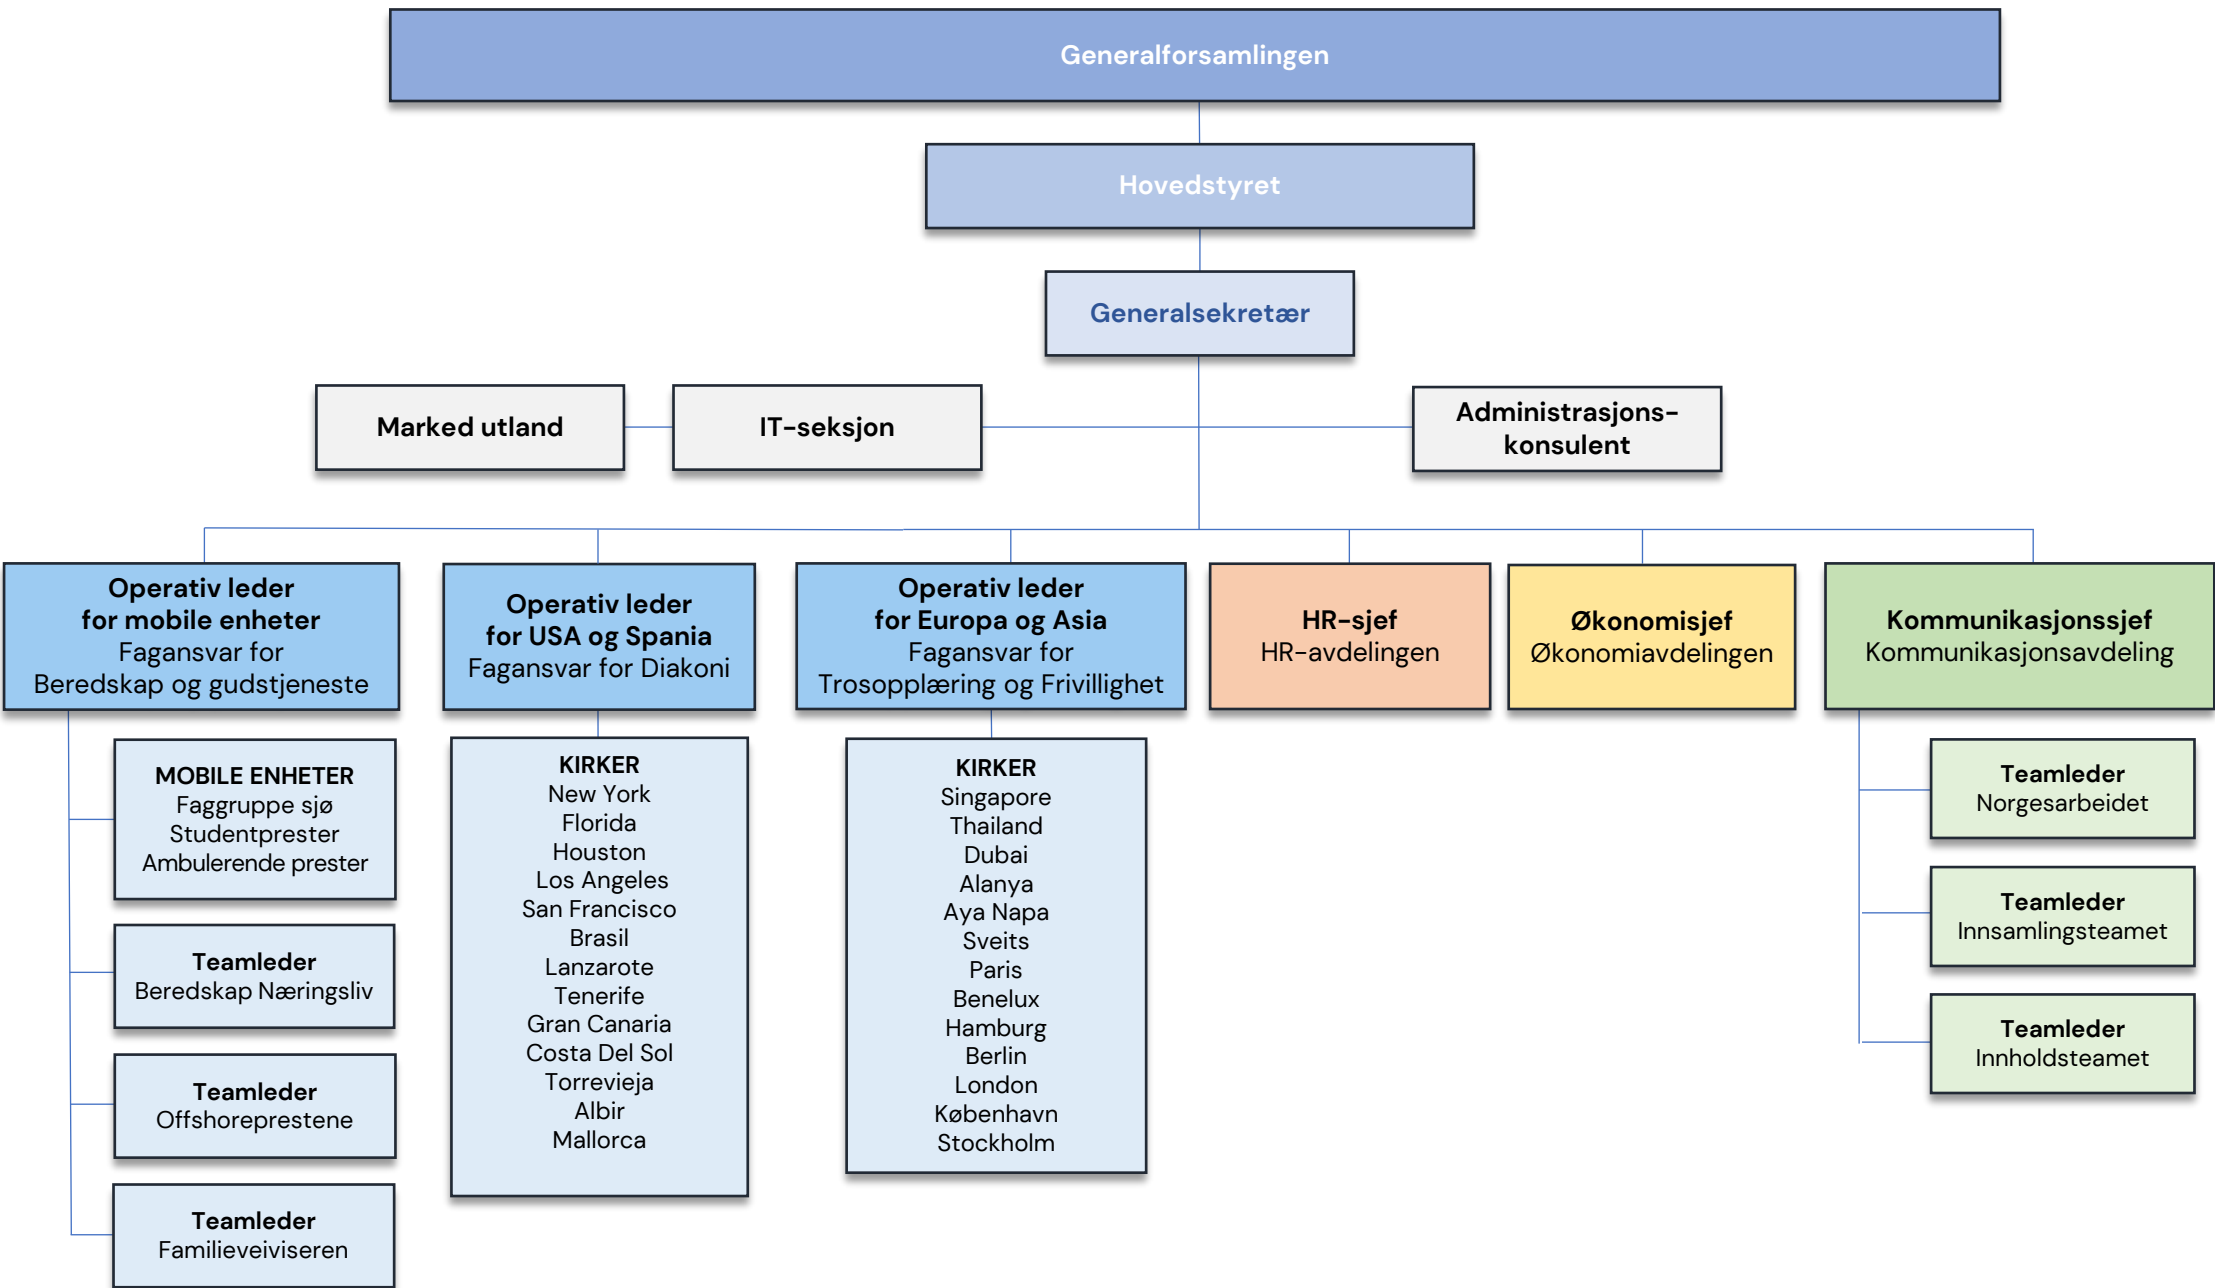 Generalforsamlingen
Hovedstyret
Generalsekretær
Marked utland
IT-seksjon
Administrasjons-
konsulent
Operativ leder
for mobile enheter
Fagansvar for
Beredskap og gudstjeneste
Operativ leder
for USA og Spania
Fagansvar for Diakoni
Operativ leder
for Europa og Asia
Fagansvar for
Trosopplæring og Frivillighet
HR-sjef
HR-avdelingen
Økonomisjef
Økonomiavdelingen
Kommunikasjonssjef
Kommunikasjonsavdeling
MOBILE ENHETER
Faggruppe sjø
Studentprester
Ambulerende prester
Teamleder
Beredskap Næringsliv
Teamleder
Offshoreprestene
Teamleder
Familieveiviseren
KIRKER
New York
Florida
Houston
Los Angeles
San Francisco
Brasil
Lanzarote
Tenerife
Gran Canaria
Costa Del Sol
Torrevieja
Albir
Mallorca
KIRKER
Singapore
Thailand
Dubai
Alanya
Aya Napa
Sveits
Paris
Benelux
Hamburg
Berlin
London
København
Stockholm
Teamleder
Norgesarbeidet
Teamleder
Innsamlingsteamet
Teamleder
Innholdsteamet